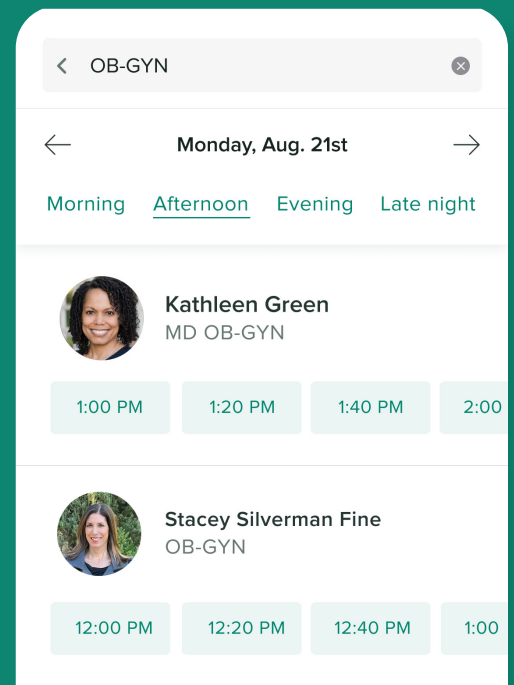 OB-GYN
Monday, Aug. 21st
Morning Afternoon Evening Late night
Kathleen Green
MD OB-GYN
1:00 PM 1:20 PM 1:40 PM 2:00
Stacey Silverman Fine
OB-GYN
12:00 PM 12:20 PM 12:40 PM 1:00